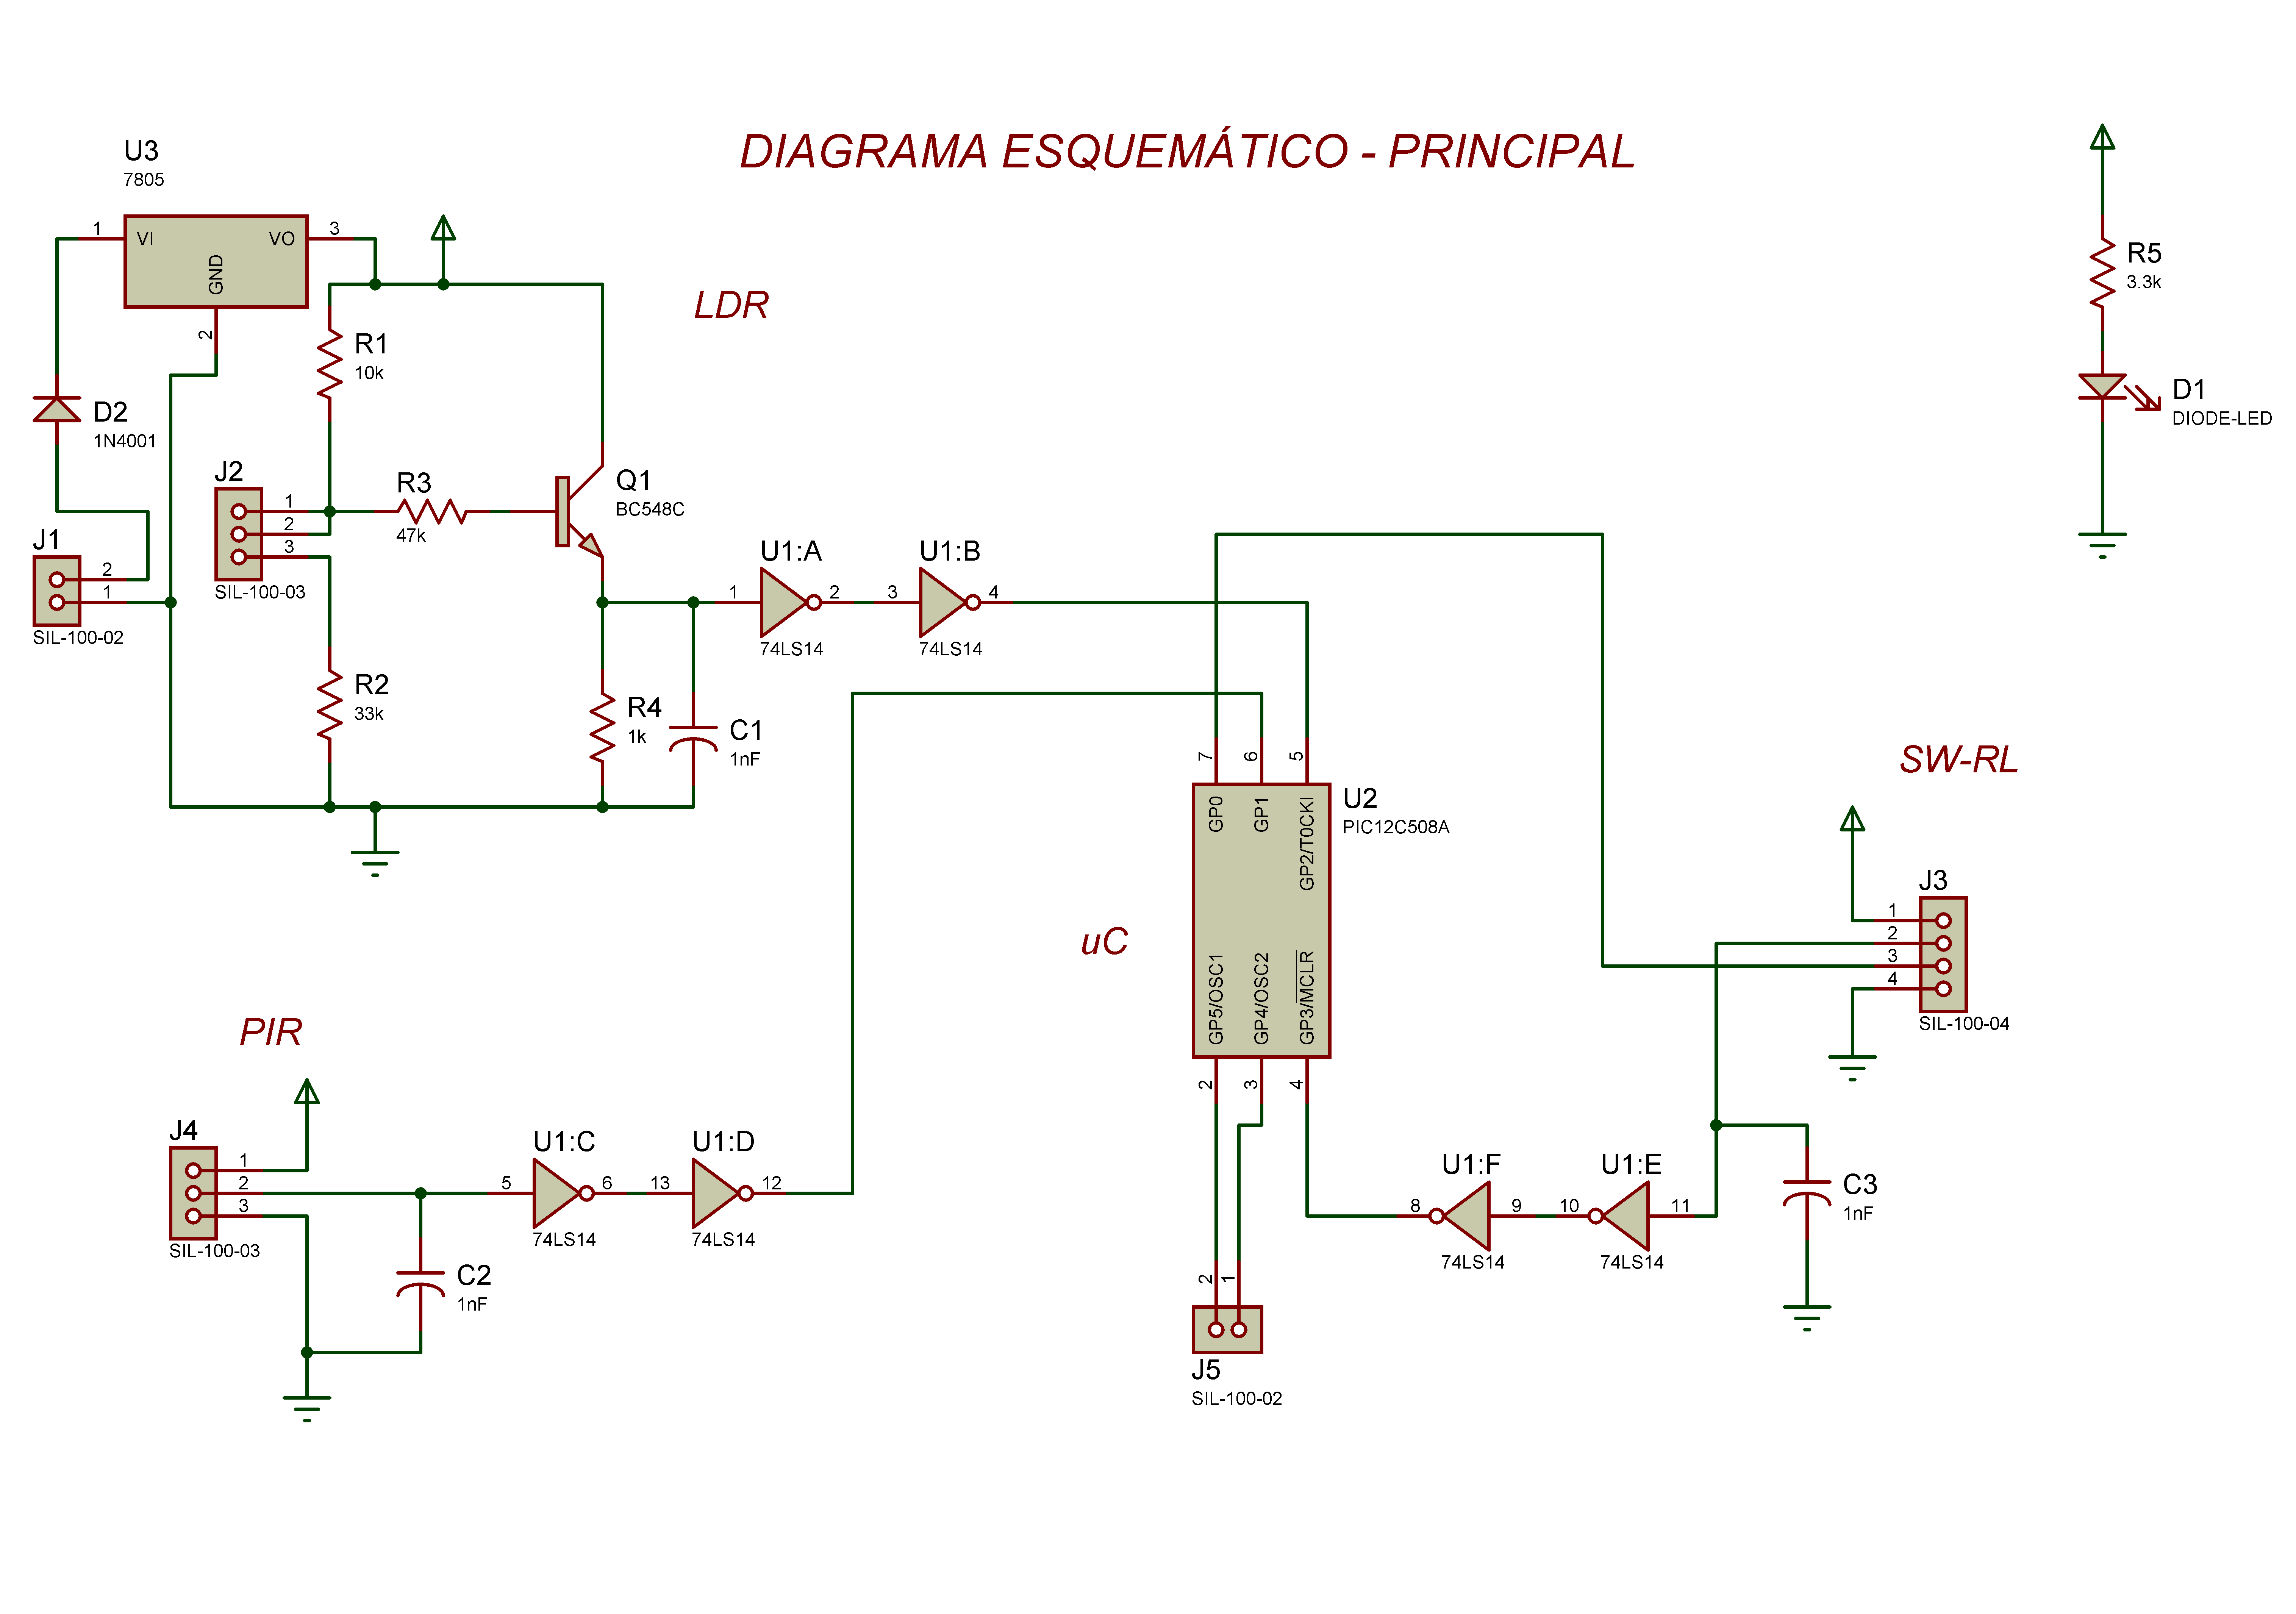 DIAGRAMA ESQUEMÁTICO - PRINCIPAL
U3
7805
1
VI
VO
3
GND
2
LDR
R1
10k
D2
1N4001
J2
1
2
3
SIL-100-03
R3
47k
Q1
BC548C
J1
2
1
SIL-100-02
R2
33k
R4
1k
C1
1nF
U1:A
1
2
74LS14
U1:B
3
4
74LS14
R5
3.3k
D1
DIODE-LED
7
6
5
GP0
GP1
GP2/T0CKI
U2
PIC12C508A
uC
GP5/OSC1
GP4/OSC2
GP3/MCLR
2
3
4
SW-RL
J3
1
2
3
4
SIL-100-04
PIR
J4
1
2
3
SIL-100-03
U1:C
5
6
74LS14
U1:D
13
12
74LS14
C2
1nF
U1:F
8
9
74LS14
U1:E
10
11
74LS14
C3
1nF
2
1
J5
SIL-100-02